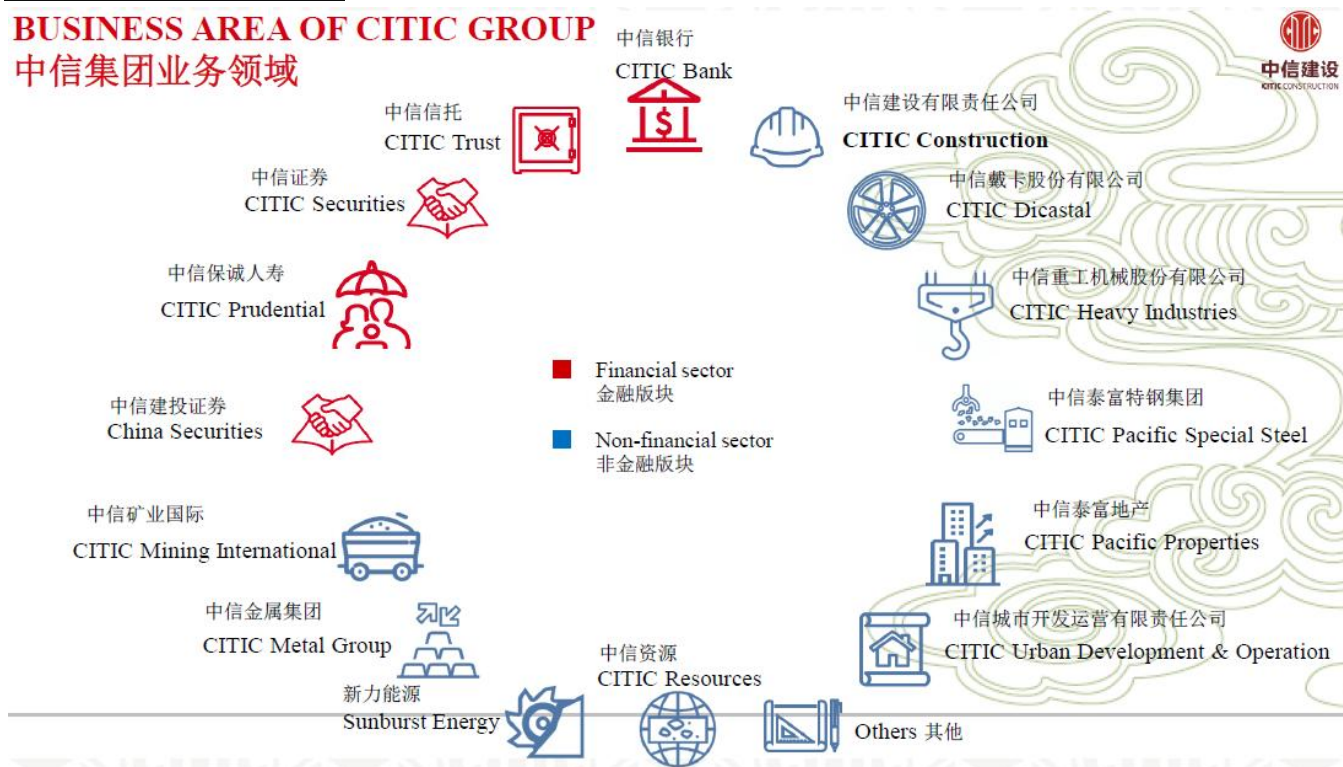 BUSINESS AREA OF CITIC GROUP
中信集团业务领域
中信建设
CITIC CONSTRUCTION
中信银行
CITIC Bank
$
中信信托
CITIC Trust
中信建设有限责任公司
CITIC Construction
中信证券
CITIC Securities
中信戴卡股份有限公司
CITIC Dicastal
中信保诚人寿
CITIC Prudential
中信重工机械股份有限公司
CITIC Heavy Industries
Financial sector
金融版块
中信建投证券
China Securities
中信泰富特钢集团
CITIC Pacific Special Steel
Non-financial sector
非金融版块
中信矿业国际
CITIC Mining International
中信泰富地产
CITIC Pacific Properties
中信金属集团
CITIC Metal Group
中信城市开发运营有限责任公司
CITIC Urban Development & Operation
新力能源
Sunburst Energy
中信资源
CITIC Resources
Others 其他